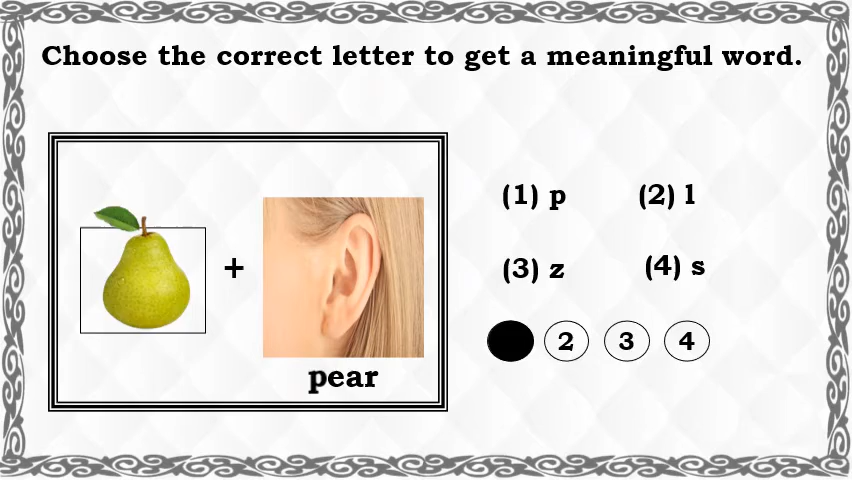 Choose the correct letter to get a meaningful word.
(1) p (2) l
+
(3) z (4) s
2 3 4
pear